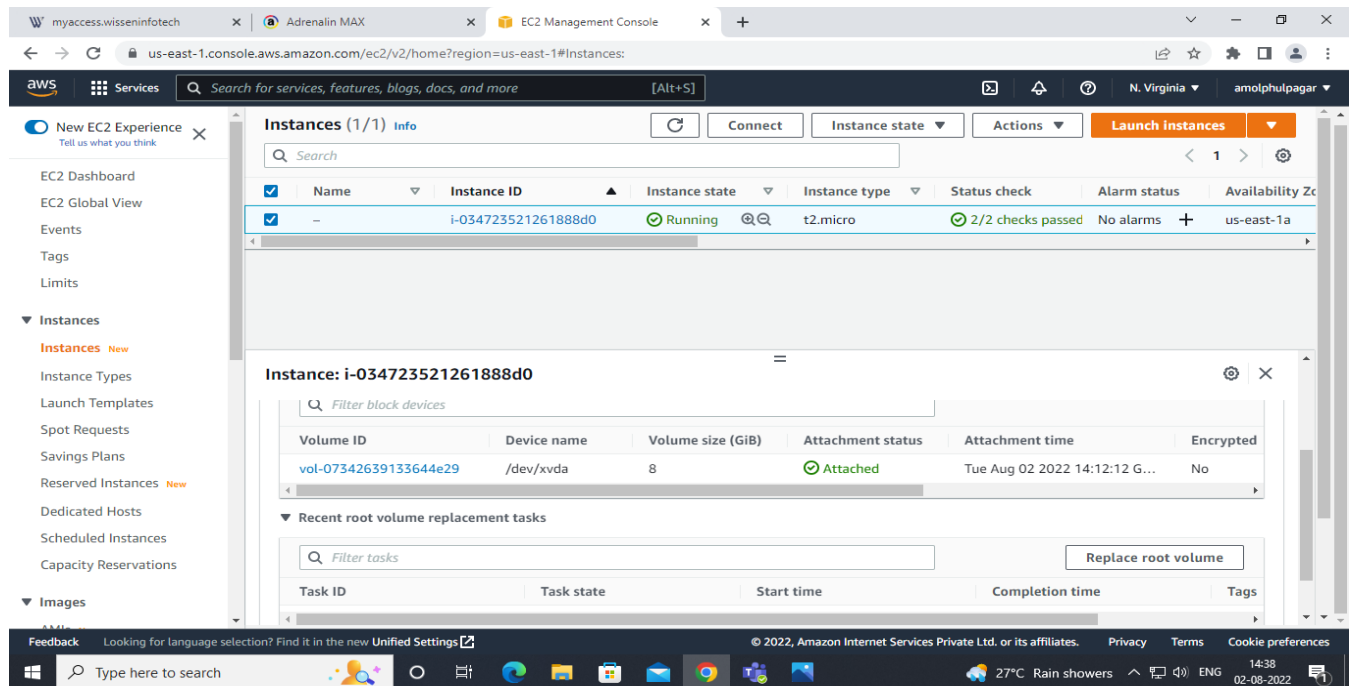 myaccess.wisseninfotech
Adrenalin MAX
EC2 Management Console
us-east-1.console.aws.amazon.com/ec2/v2/home?region=us-east-1#Instances:
aws Services Search for services, features, blogs, docs, and more [Alt+S] N. Virginia amolphulpagar
New EC2 Experience
Tell us what you think
EC2 Dashboard
EC2 Global View
Events
Tags
Limits
Instances
Instances New
Instance Types
Launch Templates
Spot Requests
Savings Plans
Reserved Instances New
Dedicated Hosts
Scheduled Instances
Capacity Reservations
Images
Instances (1/1) Info Connect Instance state Actions Launch instances
Search 1
Name Instance ID Instance state Instance type Status check Alarm status Availability Zo
– i-034723521261888d0 Running t2.micro 2/2 checks passed No alarms + us-east-1a
Instance: i-034723521261888d0
Filter block devices
Volume ID Device name Volume size (GiB) Attachment status Attachment time Encrypted
vol-07342639133644e29 /dev/xvda 8 Attached Tue Aug 02 2022 14:12:12 G... No
Recent root volume replacement tasks
Filter tasks Replace root volume
Task ID Task state Start time Completion time Tags
Feedback Looking for language selection? Find it in the new Unified Settings © 2022, Amazon Internet Services Private Ltd. or its affiliates. Privacy Terms Cookie preferences
Type here to search 27°C Rain showers ENG 14:38
02-08-2022